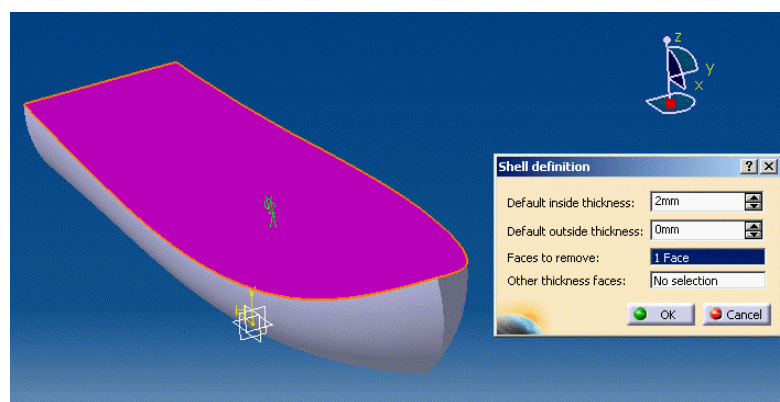 z
y
x
Shell definition
Default inside thickness: 2mm
Default outside thickness: 0mm
Faces to remove: 1 Face
Other thickness faces: No selection
OK Cancel